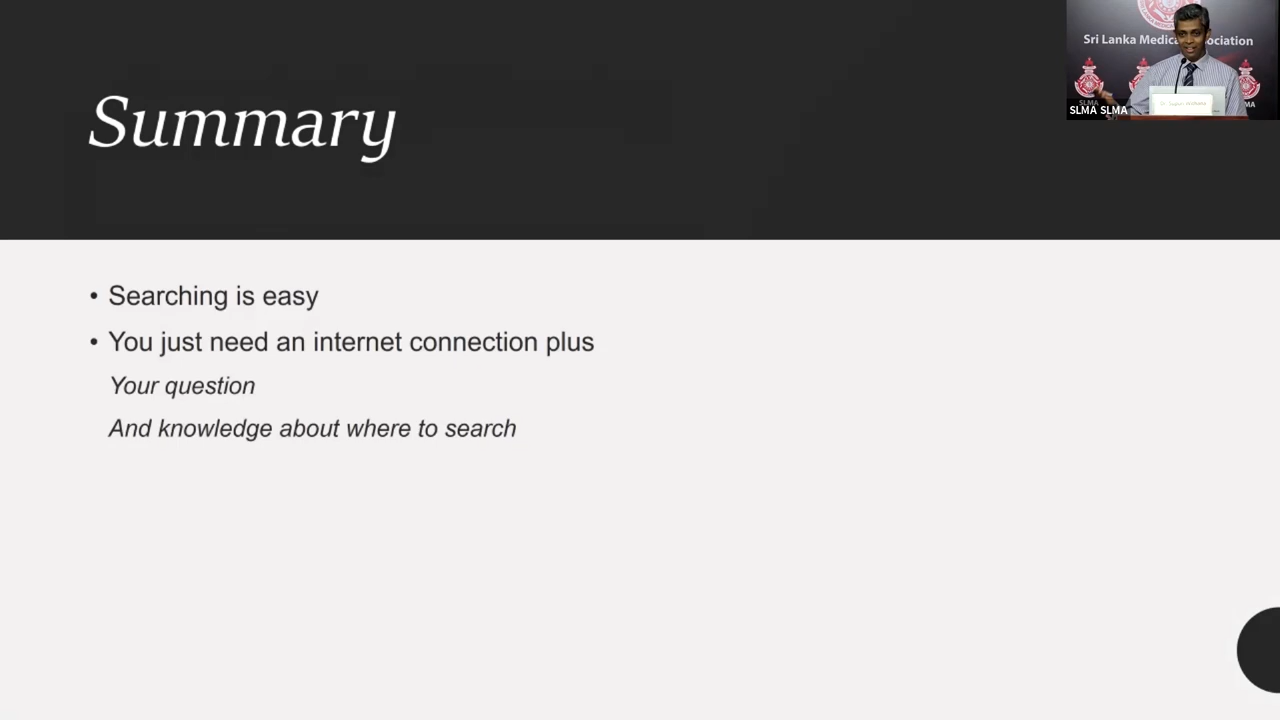 Summary
Sri Lanka Medical
SLMA
SLMA SLMA
• Searching is easy
• You just need an internet connection plus
Your question
And knowledge about where to search